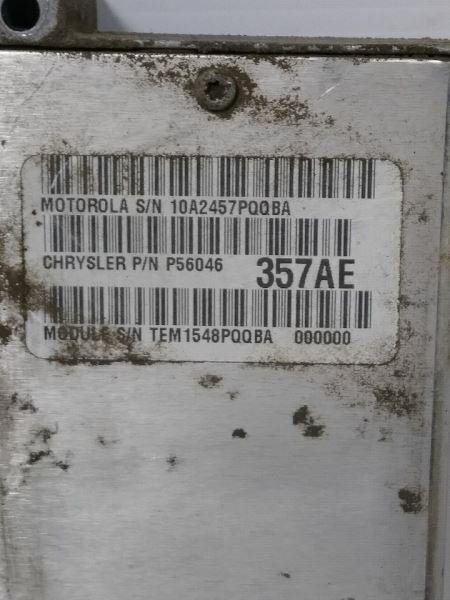 MOTOROLA S/N 10A2457PQQBA
CHRYSLER P/N P56046 357AE
MODULE S/N TEM1548PQQBA 000000